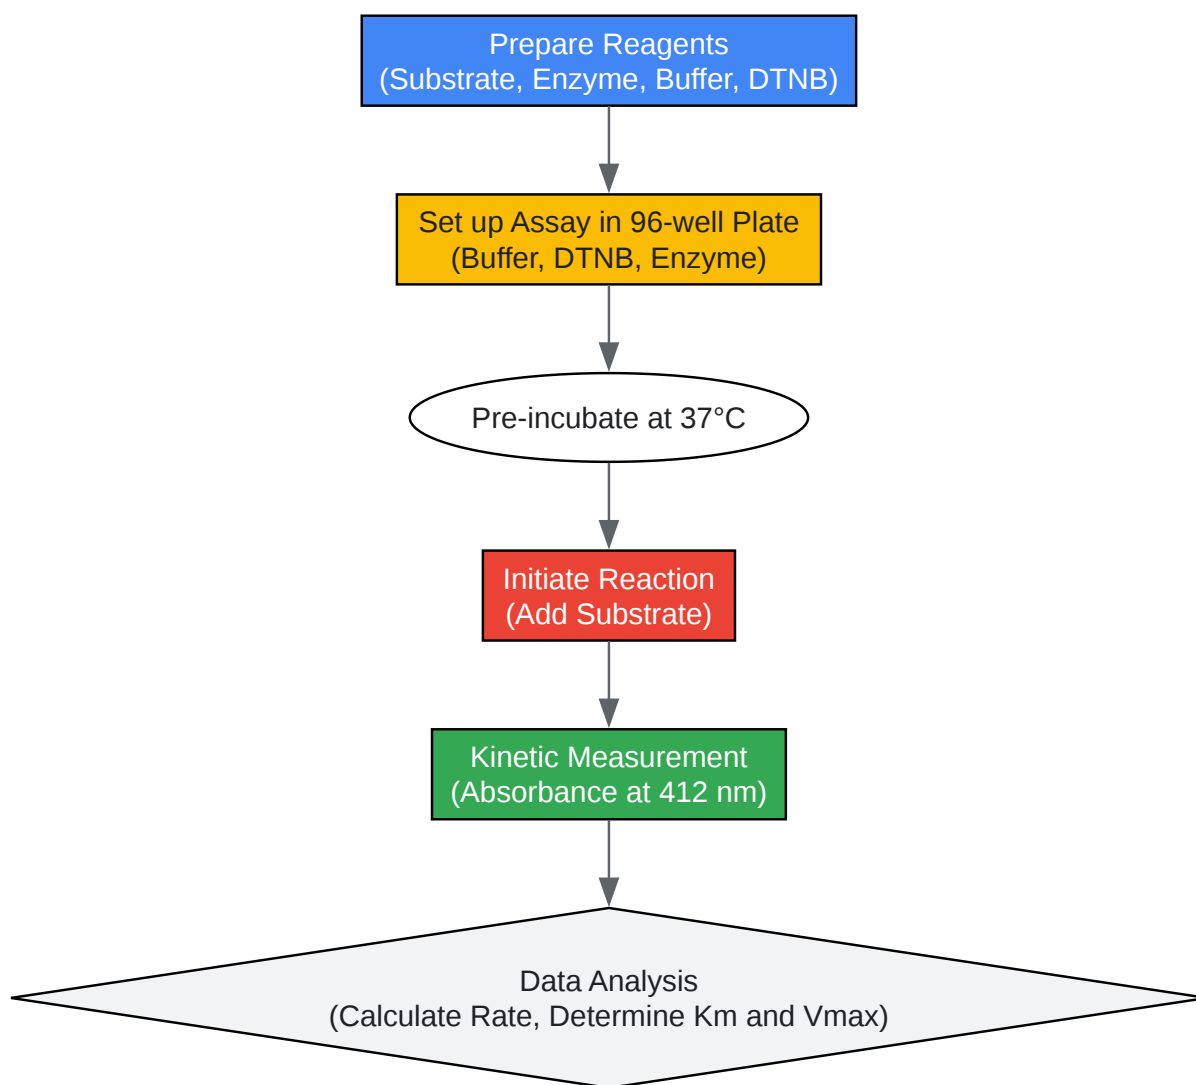 Prepare Reagents
(Substrate, Enzyme, Buffer, DTNB)
Set up Assay in 96-well Plate
(Buffer, DTNB, Enzyme)
Pre-incubate at 37°C
Initiate Reaction
(Add Substrate)
Kinetic Measurement
(Absorbance at 412 nm)
Data Analysis
(Calculate Rate, Determine Km and Vmax)